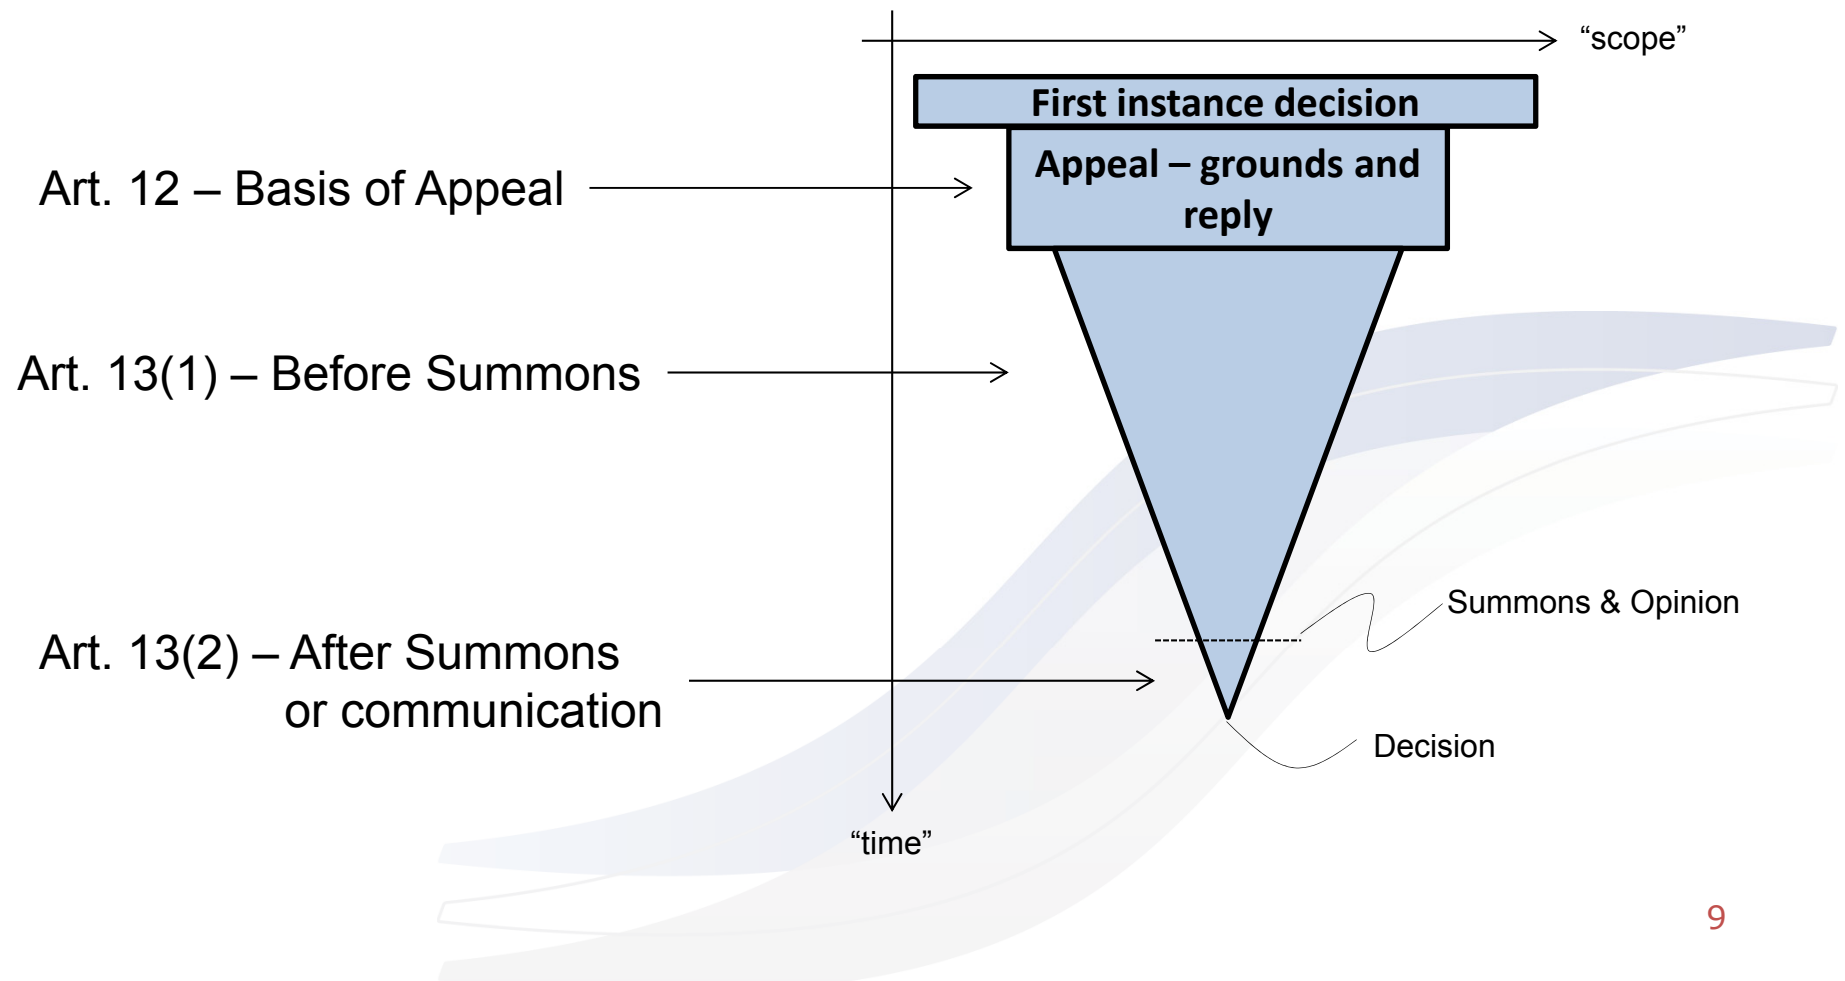 “scope”
First instance decision
Art. 12 – Basis of Appeal
Appeal – grounds and
reply
Art. 13(1) – Before Summons
Summons & Opinion
Art. 13(2) – After Summons
or communication
Decision
“time”
9